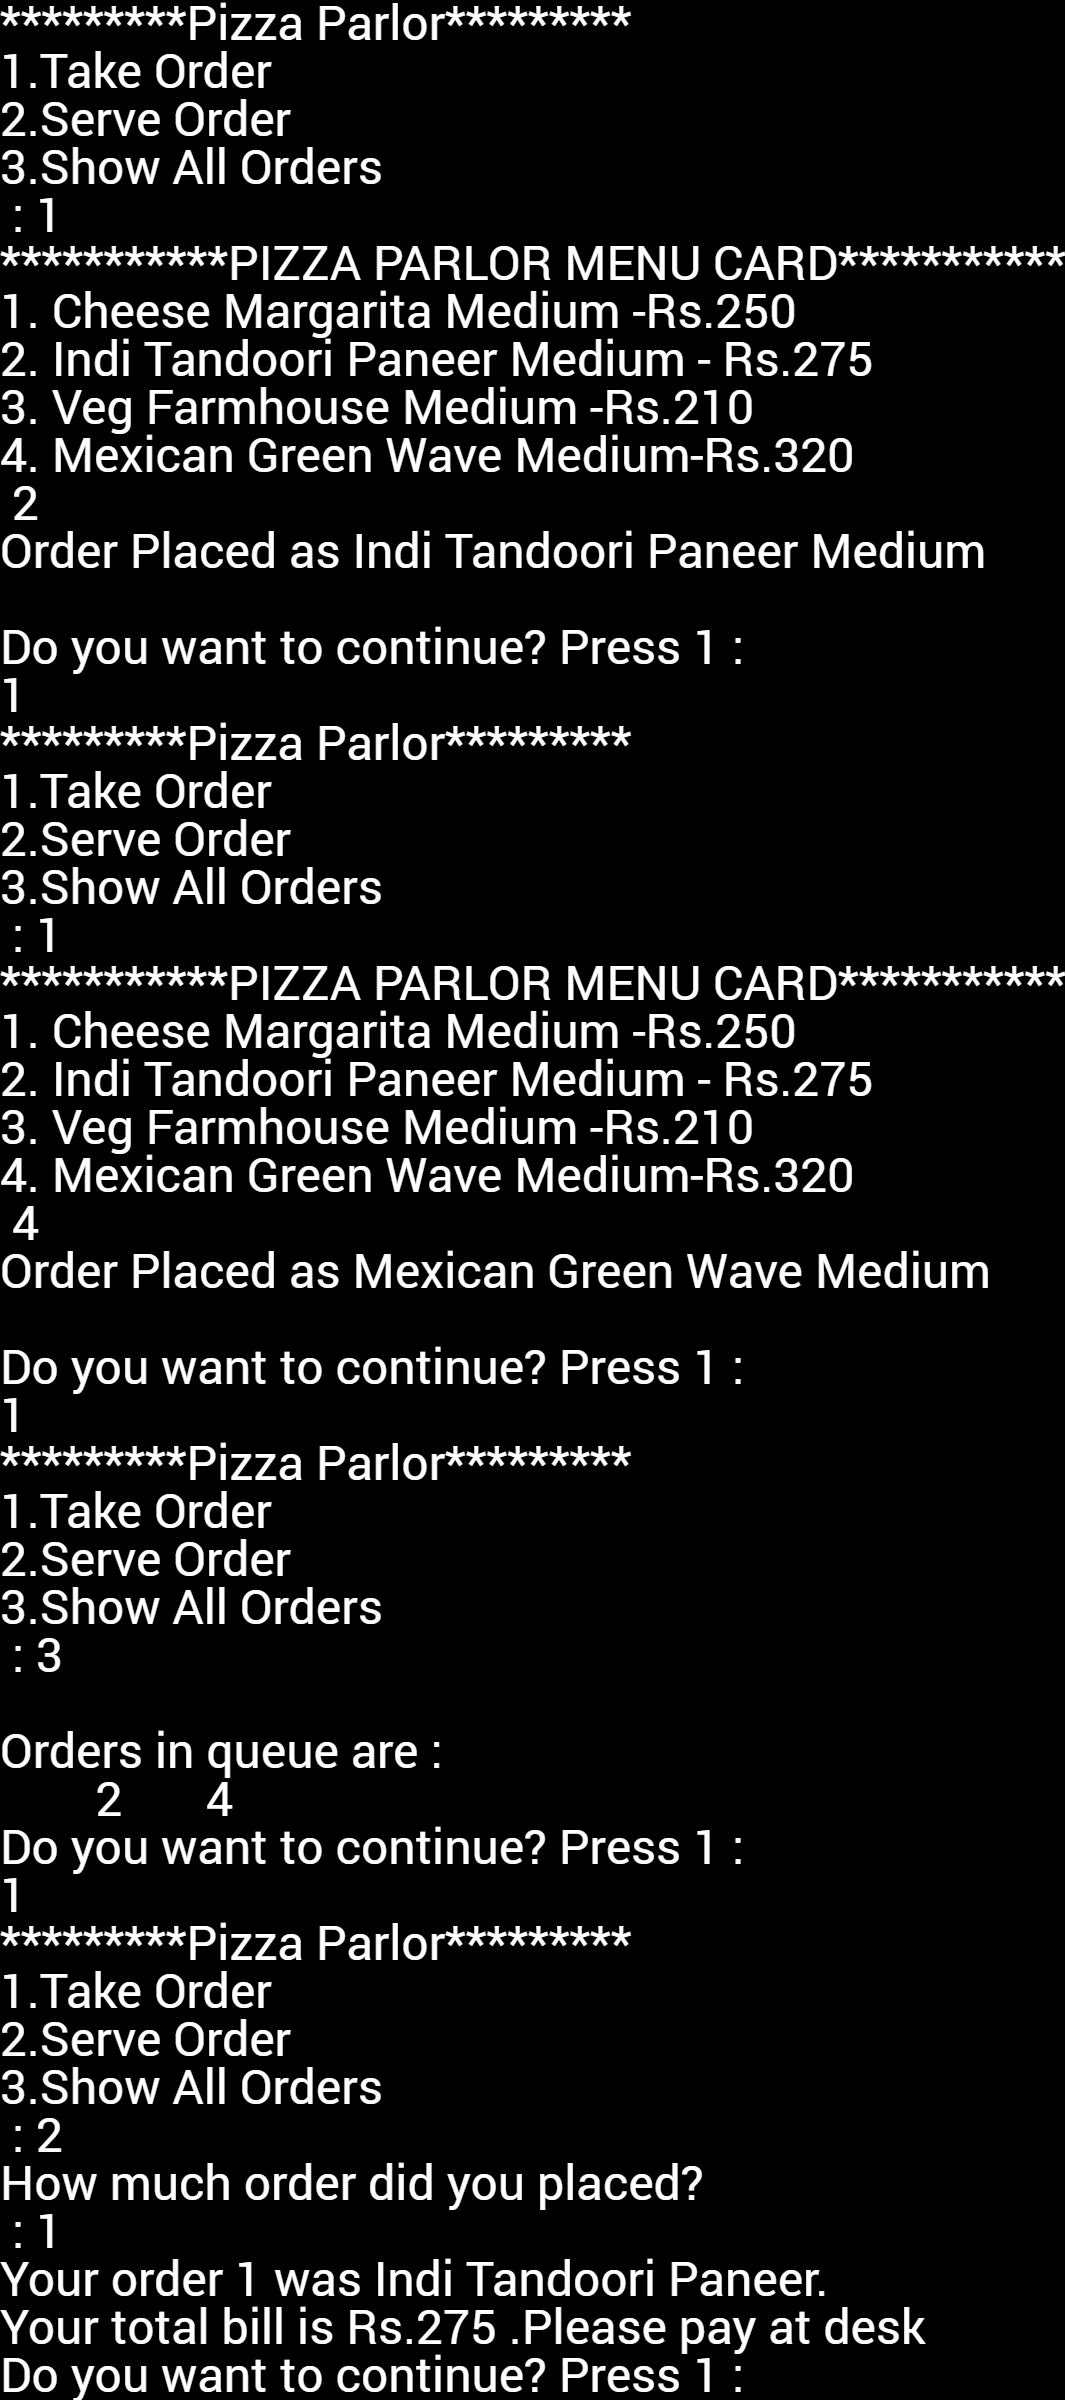 *********Pizza Parlor*********
1.Take Order
2.Serve Order
3.Show All Orders
: 1
***********PIZZA PARLOR MENU CARD***********
1. Cheese Margarita Medium -Rs.250
2. Indi Tandoori Paneer Medium - Rs.275
3. Veg Farmhouse Medium -Rs.210
4. Mexican Green Wave Medium-Rs.320
2
Order Placed as Indi Tandoori Paneer Medium
Do you want to continue? Press 1 :
1
*********Pizza Parlor*********
1.Take Order
2.Serve Order
3.Show All Orders
: 1
***********PIZZA PARLOR MENU CARD***********
1. Cheese Margarita Medium -Rs.250
2. Indi Tandoori Paneer Medium - Rs.275
3. Veg Farmhouse Medium -Rs.210
4. Mexican Green Wave Medium-Rs.320
4
Order Placed as Mexican Green Wave Medium
Do you want to continue? Press 1 :
1
*********Pizza Parlor*********
1.Take Order
2.Serve Order
3.Show All Orders
: 3
Orders in queue are :
2 4
Do you want to continue? Press 1 :
1
*********Pizza Parlor*********
1.Take Order
2.Serve Order
3.Show All Orders
: 2
How much order did you placed?
: 1
Your order 1 was Indi Tandoori Paneer.
Your total bill is Rs.275 .Please pay at desk
Do you want to continue? Press 1 :